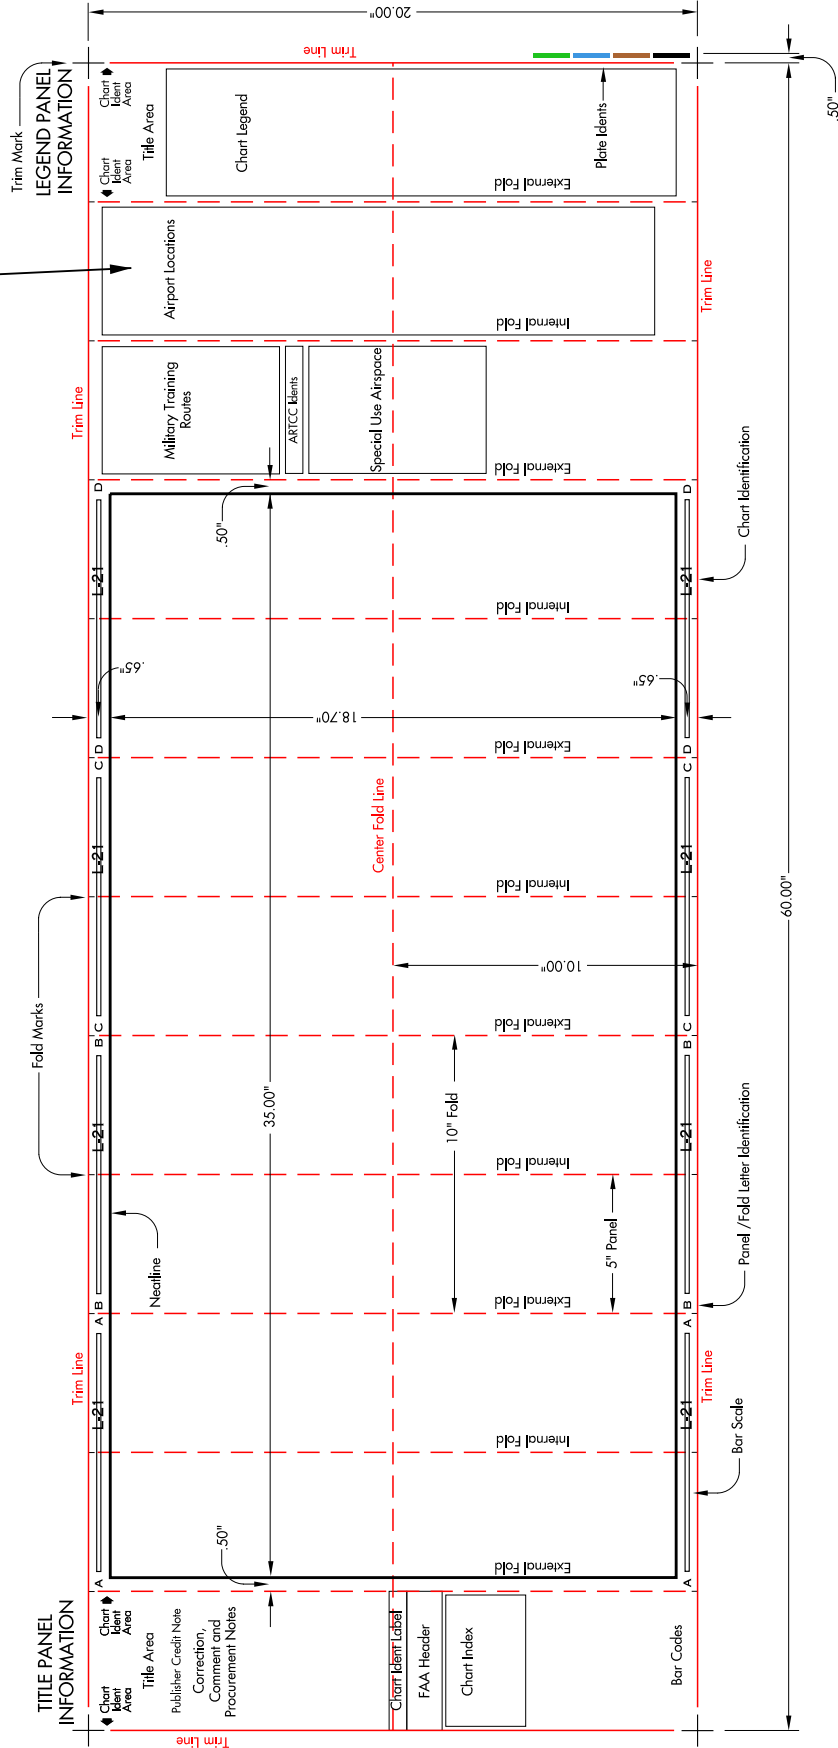 TITLE PANEL
INFORMATION
Chart
Ident
Area
Chart
Ident
Area
Title Area
Publisher Credit Note
Correction,
Comment and
Procurement Notes
Chart Ident Label
FAA Header
Chart Index
Bar Codes
Trim Line
.50"
A
L-21
A
B
L-21
B
C
L-21
C
D
L-21
D
Trim Line
Neatline
Fold Marks
.65"
18.70"
35.00"
.50"
Center Fold Line
10" Fold
5" Panel
10.00"
External Fold
Internal Fold
External Fold
Internal Fold
External Fold
Internal Fold
External Fold
Internal Fold
External Fold
Internal Fold
External Fold
.65"
A
L-21
A
B
L-21
B
C
L-21
C
D
L-21
D
Bar Scale
Trim Line
Panel /Fold Letter Identification
Chart Identification
60.00"
Trim Line
Military Training
Routes
ARTCC Idents
Special Use Airspace
Airport Locations
Trim Line
Trim Mark
LEGEND PANEL
INFORMATION
Chart
Ident
Area
Chart
Ident
Area
Title Area
Chart Legend
Plate Idents
Trim Line
20.00"
.50"